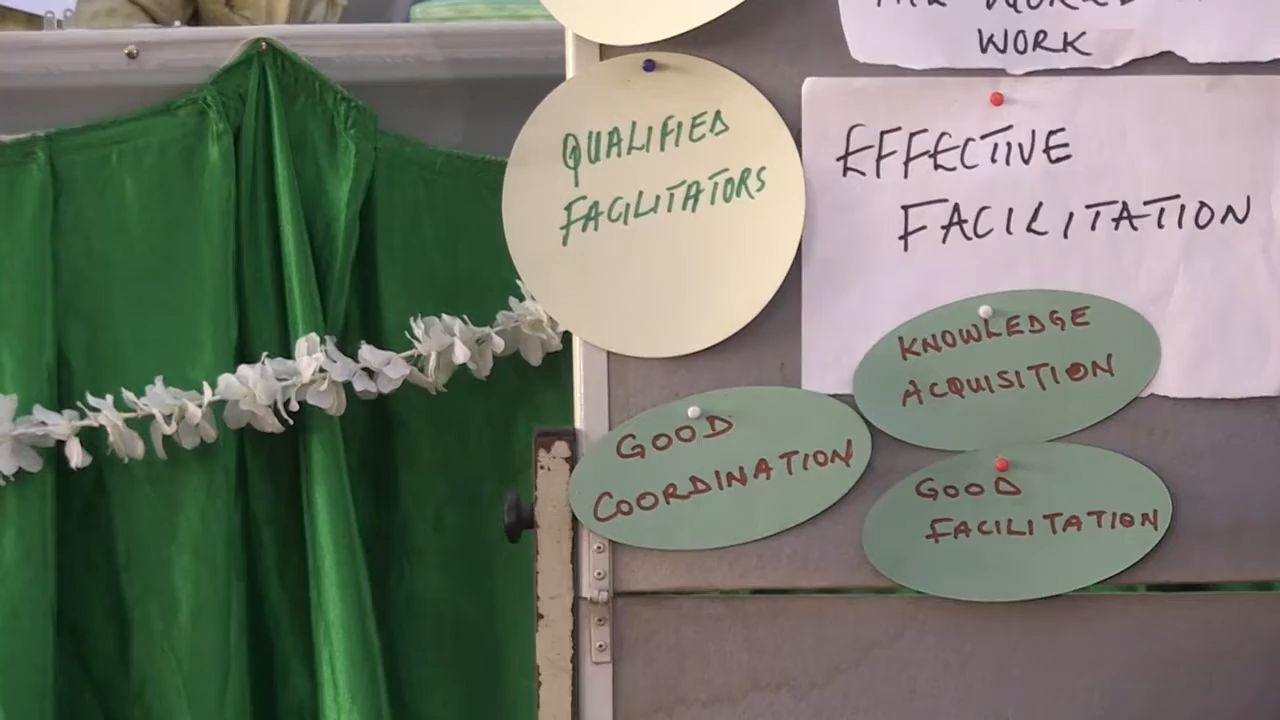 WORK
QUALIFIED
FACILITATORS
EFFECTIVE
FACILITATION
KNOWLEDGE
ACQUISITION
GOOD
COORDINATION
GOOD
FACILITATION